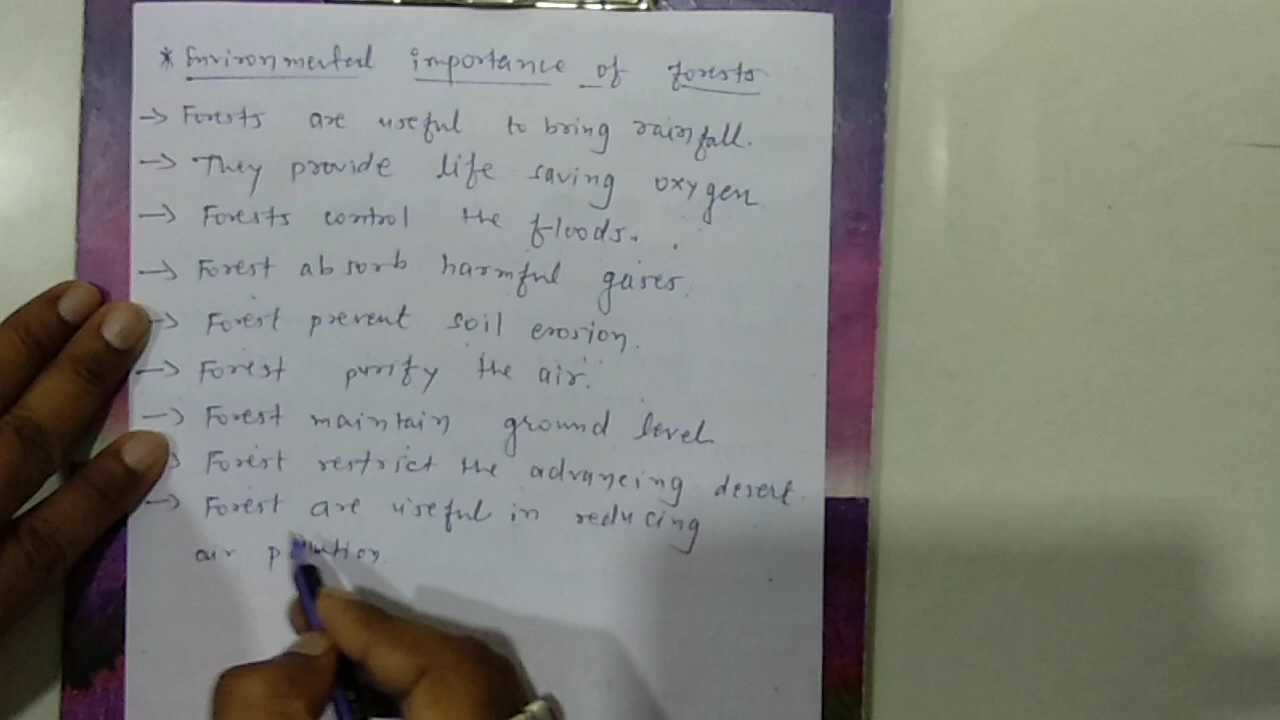 * Environmental importance of forests
→ Forests are useful to bring rainfall.
→ They provide life saving oxygen
→ Forests control the floods.
→ Forest absorb harmful gases.
→ Forest prevent soil erosion.
→ Forest purify the air.
→ Forest maintain ground level
→ Forest restrict the advancing desert.
→ Forest are useful in reducing
air pollution